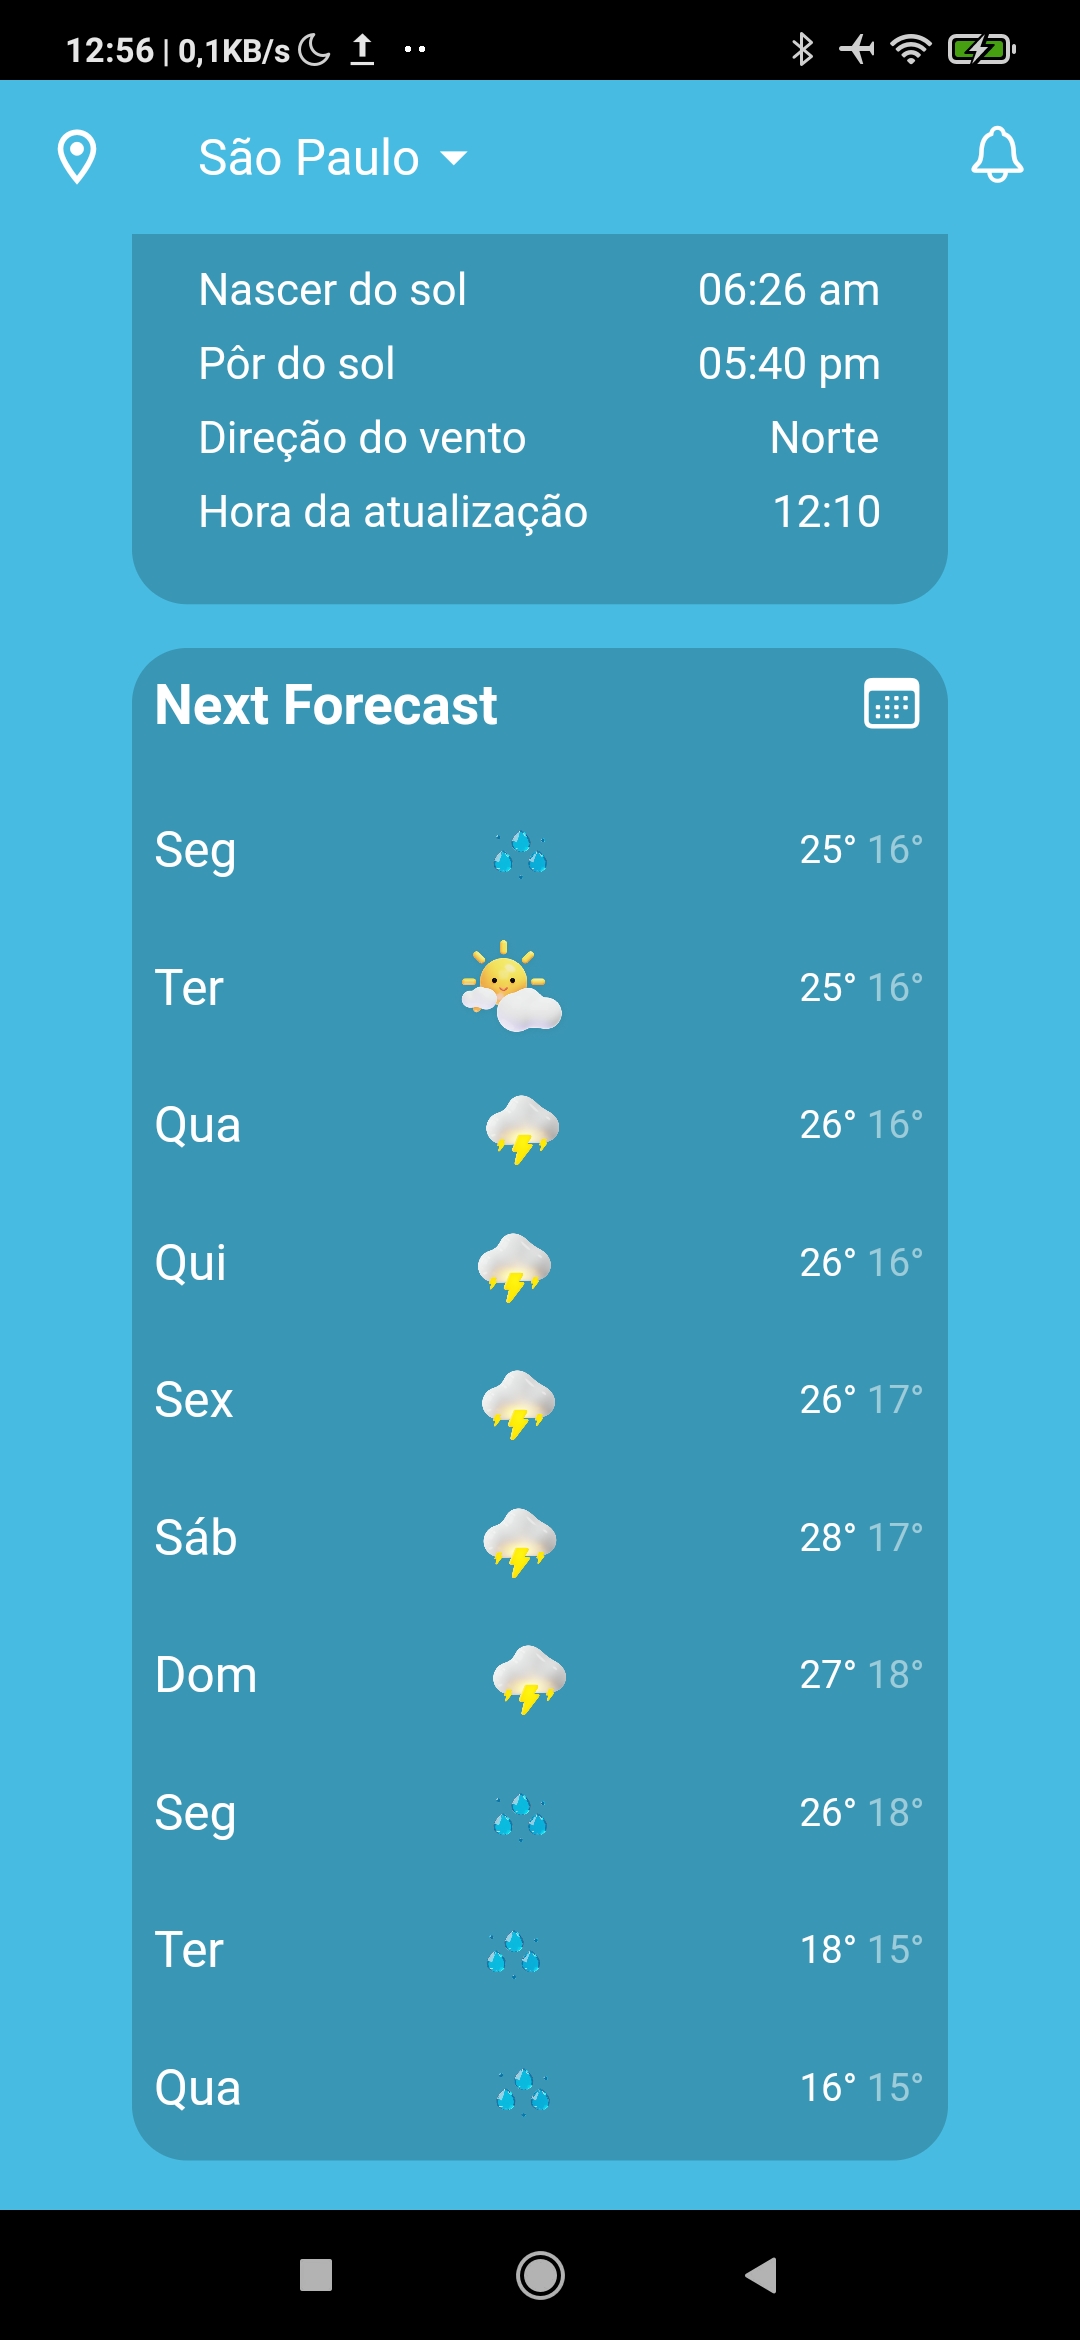 12:56 | 0,1KB/s
São Paulo
Nascer do sol 06:26 am
Pôr do sol 05:40 pm
Direção do vento Norte
Hora da atualização 12:10
Next Forecast
Seg 25° 16°
Ter 25° 16°
Qua 26° 16°
Qui 26° 16°
Sex 26° 17°
Sáb 28° 17°
Dom 27° 18°
Seg 26° 18°
Ter 18° 15°
Qua 16° 15°